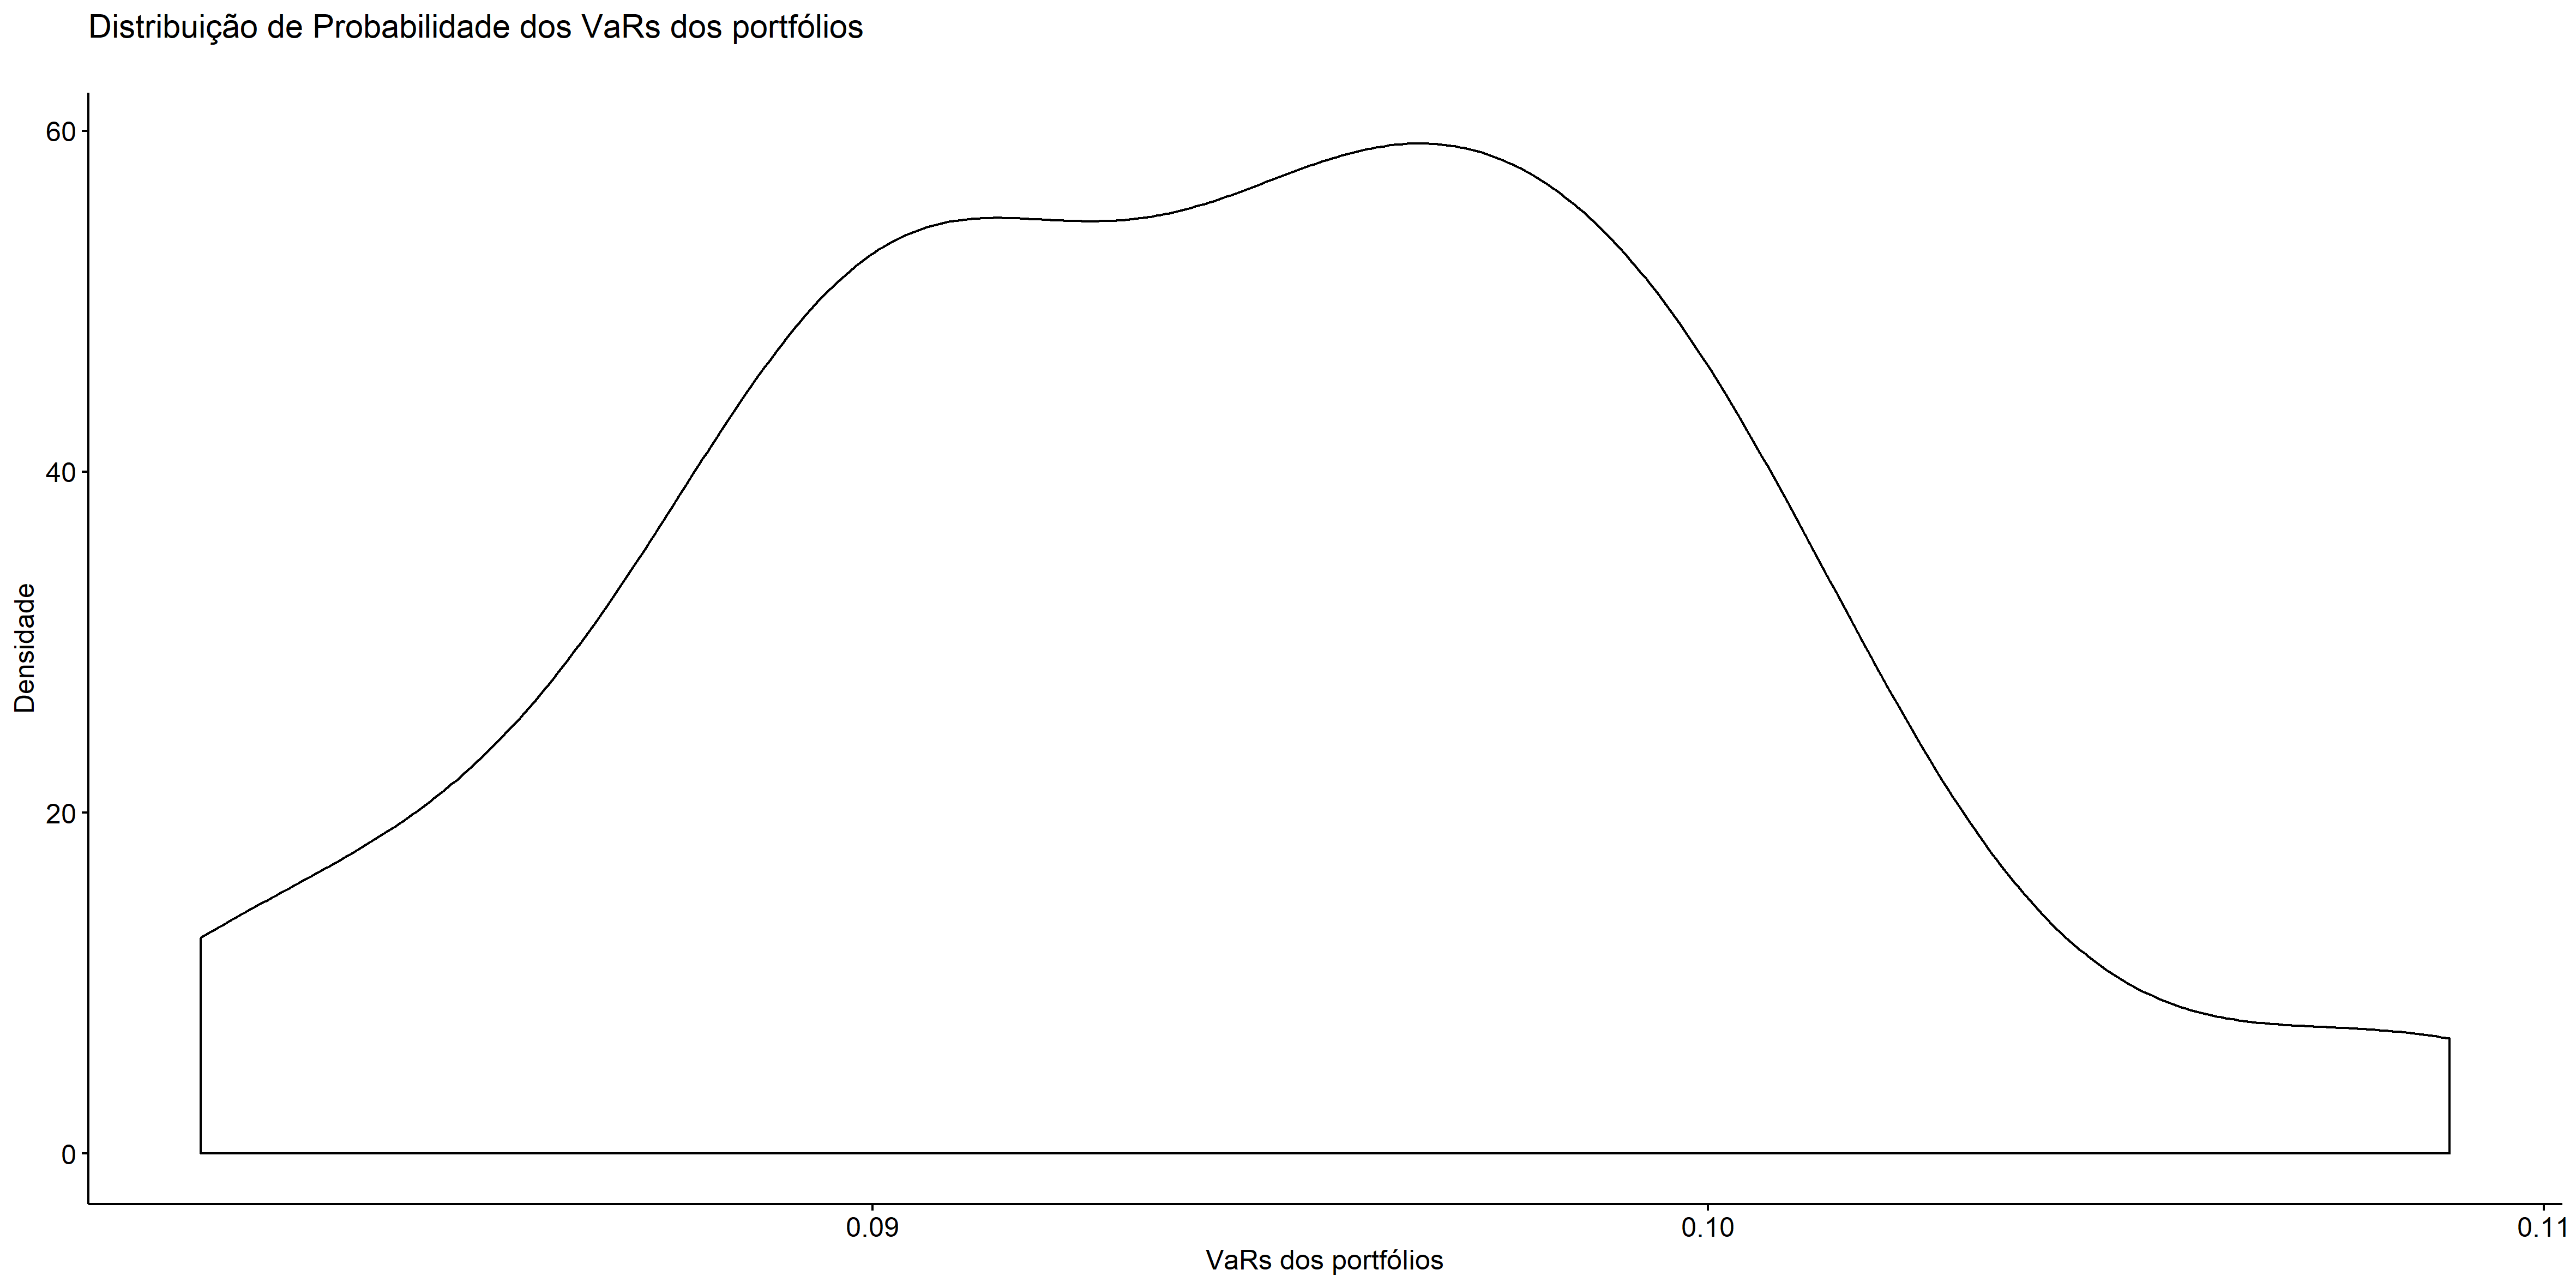 Distribuição de Probabilidade dos VaRs dos portfólios
60
40
20
0
Densidade
0.09 0.10 0.11
VaRs dos portfólios